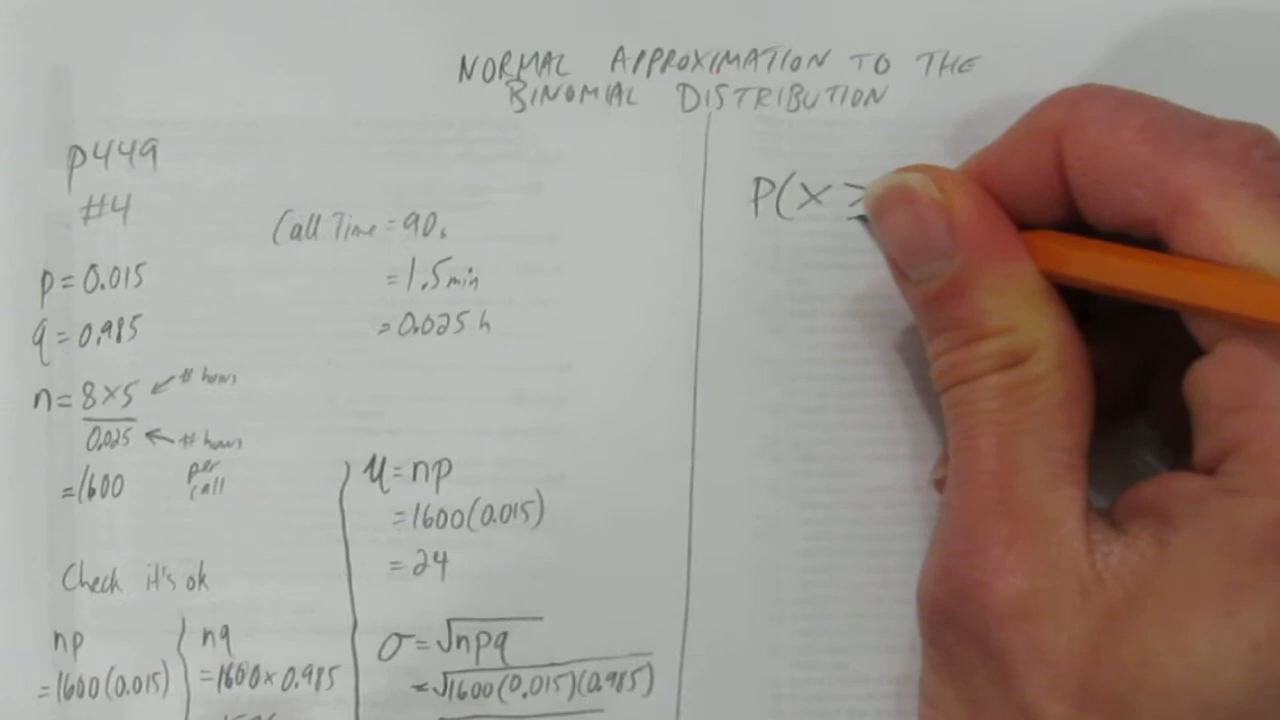 NORMAL APPROXIMATION TO THE
BINOMIAL DISTRIBUTION
p449
#4
p = 0.015
q = 0.985
n = 8×5 ← # hours
0.025 ← # hours
per
call
= 1600
Call Time = 90s
= 1.5 min
= 0.025 h
Check it's ok
np
= 1600(0.015)
nq
= 1600 × 0.985
μ = np
= 1600(0.015)
= 24
σ = √npq
= √1600(0.015)(0.985)
P(X ≥